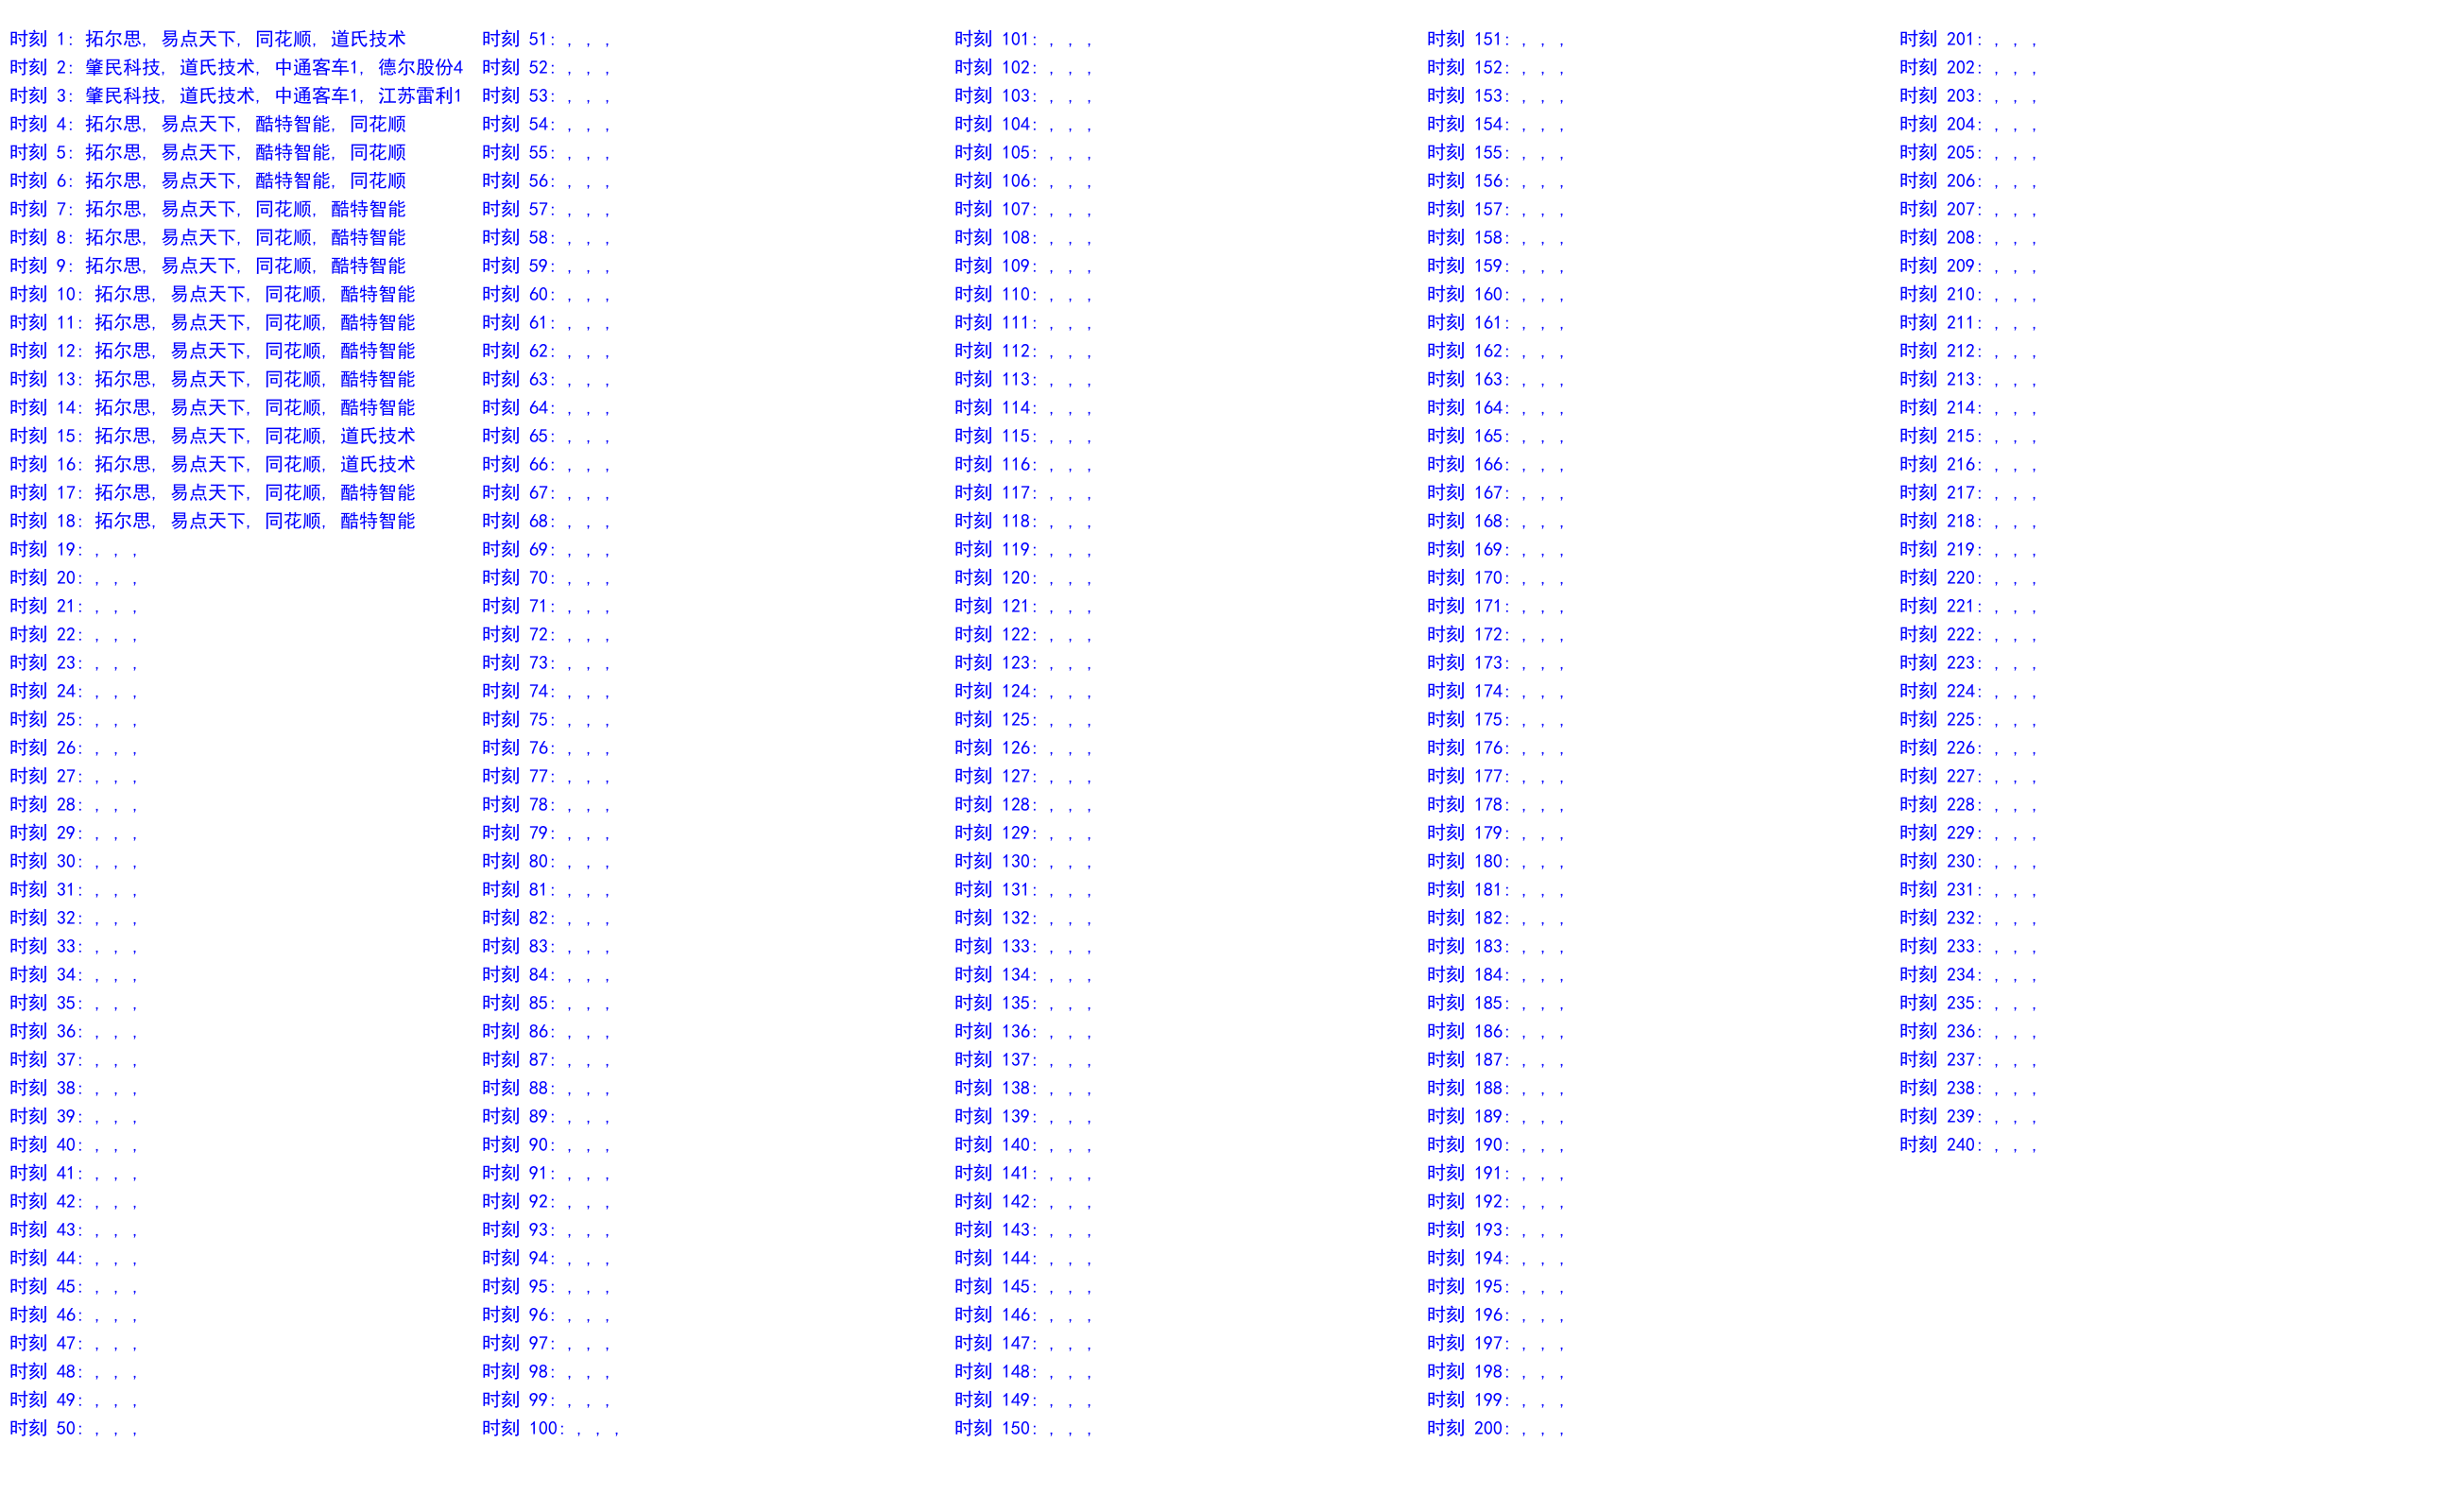 时刻 1: 拓尔思, 易点天下, 同花顺, 道氏技术
时刻 2: 肇民科技, 道氏技术, 中通客车1, 德尔股份4
时刻 3: 肇民科技, 道氏技术, 中通客车1, 江苏雷利1
时刻 4: 拓尔思, 易点天下, 酷特智能, 同花顺
时刻 5: 拓尔思, 易点天下, 酷特智能, 同花顺
时刻 6: 拓尔思, 易点天下, 酷特智能, 同花顺
时刻 7: 拓尔思, 易点天下, 同花顺, 酷特智能
时刻 8: 拓尔思, 易点天下, 同花顺, 酷特智能
时刻 9: 拓尔思, 易点天下, 同花顺, 酷特智能
时刻 10: 拓尔思, 易点天下, 同花顺, 酷特智能
时刻 11: 拓尔思, 易点天下, 同花顺, 酷特智能
时刻 12: 拓尔思, 易点天下, 同花顺, 酷特智能
时刻 13: 拓尔思, 易点天下, 同花顺, 酷特智能
时刻 14: 拓尔思, 易点天下, 同花顺, 酷特智能
时刻 15: 拓尔思, 易点天下, 同花顺, 道氏技术
时刻 16: 拓尔思, 易点天下, 同花顺, 道氏技术
时刻 17: 拓尔思, 易点天下, 同花顺, 酷特智能
时刻 18: 拓尔思, 易点天下, 同花顺, 酷特智能
时刻 19: , , ,
时刻 20: , , ,
时刻 21: , , ,
时刻 22: , , ,
时刻 23: , , ,
时刻 24: , , ,
时刻 25: , , ,
时刻 26: , , ,
时刻 27: , , ,
时刻 28: , , ,
时刻 29: , , ,
时刻 30: , , ,
时刻 31: , , ,
时刻 32: , , ,
时刻 33: , , ,
时刻 34: , , ,
时刻 35: , , ,
时刻 36: , , ,
时刻 37: , , ,
时刻 38: , , ,
时刻 39: , , ,
时刻 40: , , ,
时刻 41: , , ,
时刻 42: , , ,
时刻 43: , , ,
时刻 44: , , ,
时刻 45: , , ,
时刻 46: , , ,
时刻 47: , , ,
时刻 48: , , ,
时刻 49: , , ,
时刻 50: , , ,
时刻 51: , , ,
时刻 52: , , ,
时刻 53: , , ,
时刻 54: , , ,
时刻 55: , , ,
时刻 56: , , ,
时刻 57: , , ,
时刻 58: , , ,
时刻 59: , , ,
时刻 60: , , ,
时刻 61: , , ,
时刻 62: , , ,
时刻 63: , , ,
时刻 64: , , ,
时刻 65: , , ,
时刻 66: , , ,
时刻 67: , , ,
时刻 68: , , ,
时刻 69: , , ,
时刻 70: , , ,
时刻 71: , , ,
时刻 72: , , ,
时刻 73: , , ,
时刻 74: , , ,
时刻 75: , , ,
时刻 76: , , ,
时刻 77: , , ,
时刻 78: , , ,
时刻 79: , , ,
时刻 80: , , ,
时刻 81: , , ,
时刻 82: , , ,
时刻 83: , , ,
时刻 84: , , ,
时刻 85: , , ,
时刻 86: , , ,
时刻 87: , , ,
时刻 88: , , ,
时刻 89: , , ,
时刻 90: , , ,
时刻 91: , , ,
时刻 92: , , ,
时刻 93: , , ,
时刻 94: , , ,
时刻 95: , , ,
时刻 96: , , ,
时刻 97: , , ,
时刻 98: , , ,
时刻 99: , , ,
时刻 100: , , ,
时刻 101: , , ,
时刻 102: , , ,
时刻 103: , , ,
时刻 104: , , ,
时刻 105: , , ,
时刻 106: , , ,
时刻 107: , , ,
时刻 108: , , ,
时刻 109: , , ,
时刻 110: , , ,
时刻 111: , , ,
时刻 112: , , ,
时刻 113: , , ,
时刻 114: , , ,
时刻 115: , , ,
时刻 116: , , ,
时刻 117: , , ,
时刻 118: , , ,
时刻 119: , , ,
时刻 120: , , ,
时刻 121: , , ,
时刻 122: , , ,
时刻 123: , , ,
时刻 124: , , ,
时刻 125: , , ,
时刻 126: , , ,
时刻 127: , , ,
时刻 128: , , ,
时刻 129: , , ,
时刻 130: , , ,
时刻 131: , , ,
时刻 132: , , ,
时刻 133: , , ,
时刻 134: , , ,
时刻 135: , , ,
时刻 136: , , ,
时刻 137: , , ,
时刻 138: , , ,
时刻 139: , , ,
时刻 140: , , ,
时刻 141: , , ,
时刻 142: , , ,
时刻 143: , , ,
时刻 144: , , ,
时刻 145: , , ,
时刻 146: , , ,
时刻 147: , , ,
时刻 148: , , ,
时刻 149: , , ,
时刻 150: , , ,
时刻 151: , , ,
时刻 152: , , ,
时刻 153: , , ,
时刻 154: , , ,
时刻 155: , , ,
时刻 156: , , ,
时刻 157: , , ,
时刻 158: , , ,
时刻 159: , , ,
时刻 160: , , ,
时刻 161: , , ,
时刻 162: , , ,
时刻 163: , , ,
时刻 164: , , ,
时刻 165: , , ,
时刻 166: , , ,
时刻 167: , , ,
时刻 168: , , ,
时刻 169: , , ,
时刻 170: , , ,
时刻 171: , , ,
时刻 172: , , ,
时刻 173: , , ,
时刻 174: , , ,
时刻 175: , , ,
时刻 176: , , ,
时刻 177: , , ,
时刻 178: , , ,
时刻 179: , , ,
时刻 180: , , ,
时刻 181: , , ,
时刻 182: , , ,
时刻 183: , , ,
时刻 184: , , ,
时刻 185: , , ,
时刻 186: , , ,
时刻 187: , , ,
时刻 188: , , ,
时刻 189: , , ,
时刻 190: , , ,
时刻 191: , , ,
时刻 192: , , ,
时刻 193: , , ,
时刻 194: , , ,
时刻 195: , , ,
时刻 196: , , ,
时刻 197: , , ,
时刻 198: , , ,
时刻 199: , , ,
时刻 200: , , ,
时刻 201: , , ,
时刻 202: , , ,
时刻 203: , , ,
时刻 204: , , ,
时刻 205: , , ,
时刻 206: , , ,
时刻 207: , , ,
时刻 208: , , ,
时刻 209: , , ,
时刻 210: , , ,
时刻 211: , , ,
时刻 212: , , ,
时刻 213: , , ,
时刻 214: , , ,
时刻 215: , , ,
时刻 216: , , ,
时刻 217: , , ,
时刻 218: , , ,
时刻 219: , , ,
时刻 220: , , ,
时刻 221: , , ,
时刻 222: , , ,
时刻 223: , , ,
时刻 224: , , ,
时刻 225: , , ,
时刻 226: , , ,
时刻 227: , , ,
时刻 228: , , ,
时刻 229: , , ,
时刻 230: , , ,
时刻 231: , , ,
时刻 232: , , ,
时刻 233: , , ,
时刻 234: , , ,
时刻 235: , , ,
时刻 236: , , ,
时刻 237: , , ,
时刻 238: , , ,
时刻 239: , , ,
时刻 240: , , ,